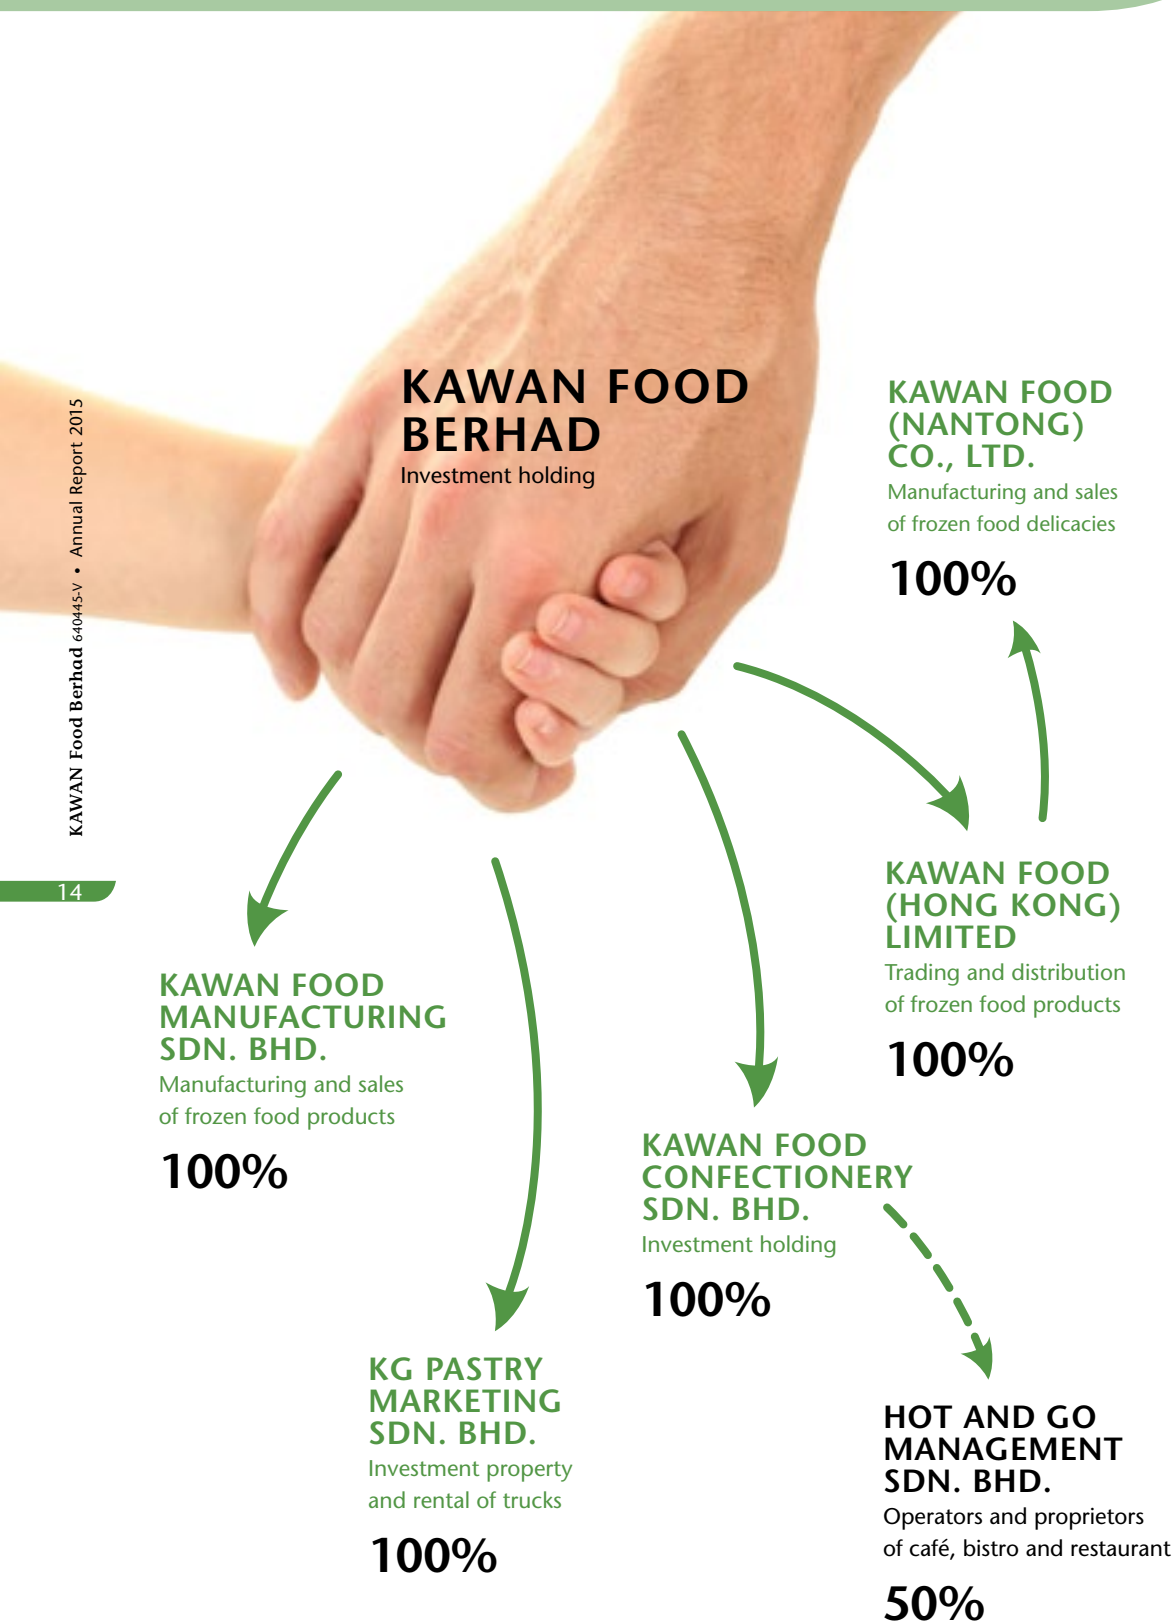 KAWAN FOOD
BERHAD
Investment holding
KAWAN FOOD
(NANTONG)
CO., LTD.
Manufacturing and sales
of frozen food delicacies
100%
KAWAN Food Berhad 640445-V • Annual Report 2015
14
KAWAN FOOD
(HONG KONG)
LIMITED
Trading and distribution
of frozen food products
100%
KAWAN FOOD
MANUFACTURING
SDN. BHD.
Manufacturing and sales
of frozen food products
100%
KAWAN FOOD
CONFECTIONERY
SDN. BHD.
Investment holding
100%
KG PASTRY
MARKETING
SDN. BHD.
Investment property
and rental of trucks
100%
HOT AND GO
MANAGEMENT
SDN. BHD.
Operators and proprietors
of café, bistro and restaurant
50%